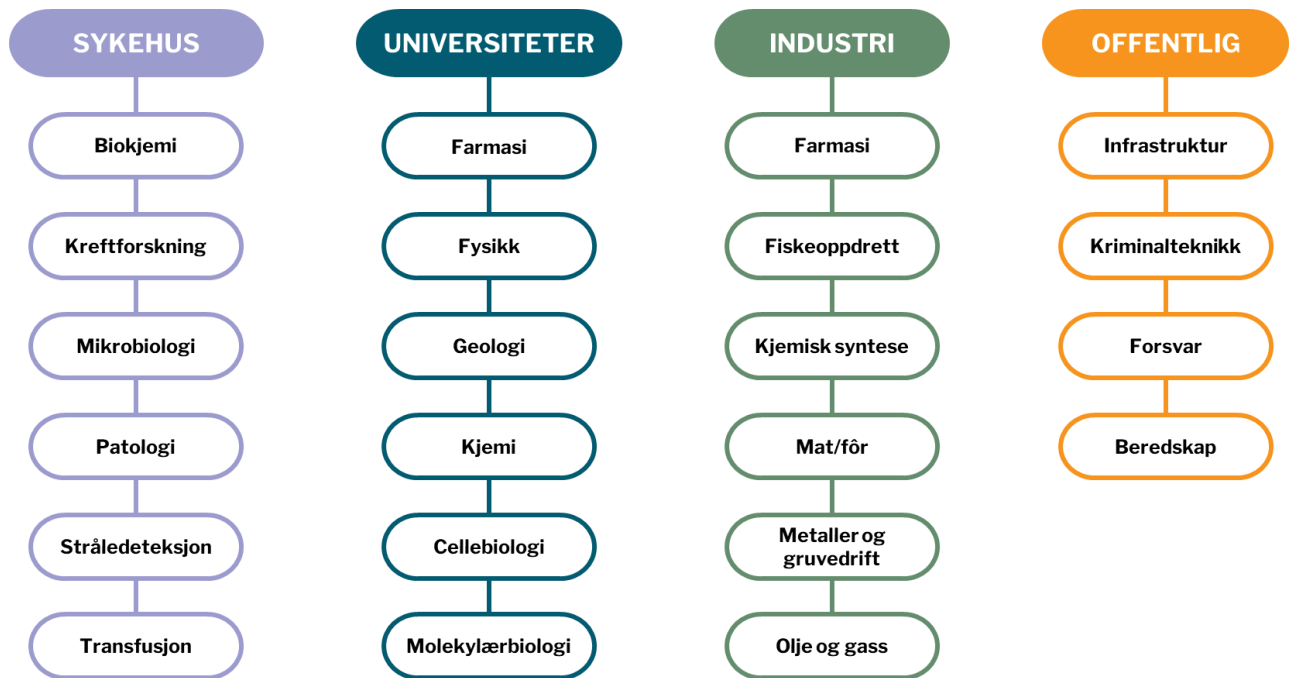 SYKEHUS
Biokjemi
Kreftforskning
Mikrobiologi
Patologi
Stråledeteksjon
Transfusjon
UNIVERSITETER
Farmasi
Fysikk
Geologi
Kjemi
Cellebiologi
Molekylærbiologi
INDUSTRI
Farmasi
Fiskeoppdrett
Kjemisk syntese
Mat/fôr
Metaller og
gruvedrift
Olje og gass
OFFENTLIG
Infrastruktur
Kriminalteknikk
Forsvar
Beredskap